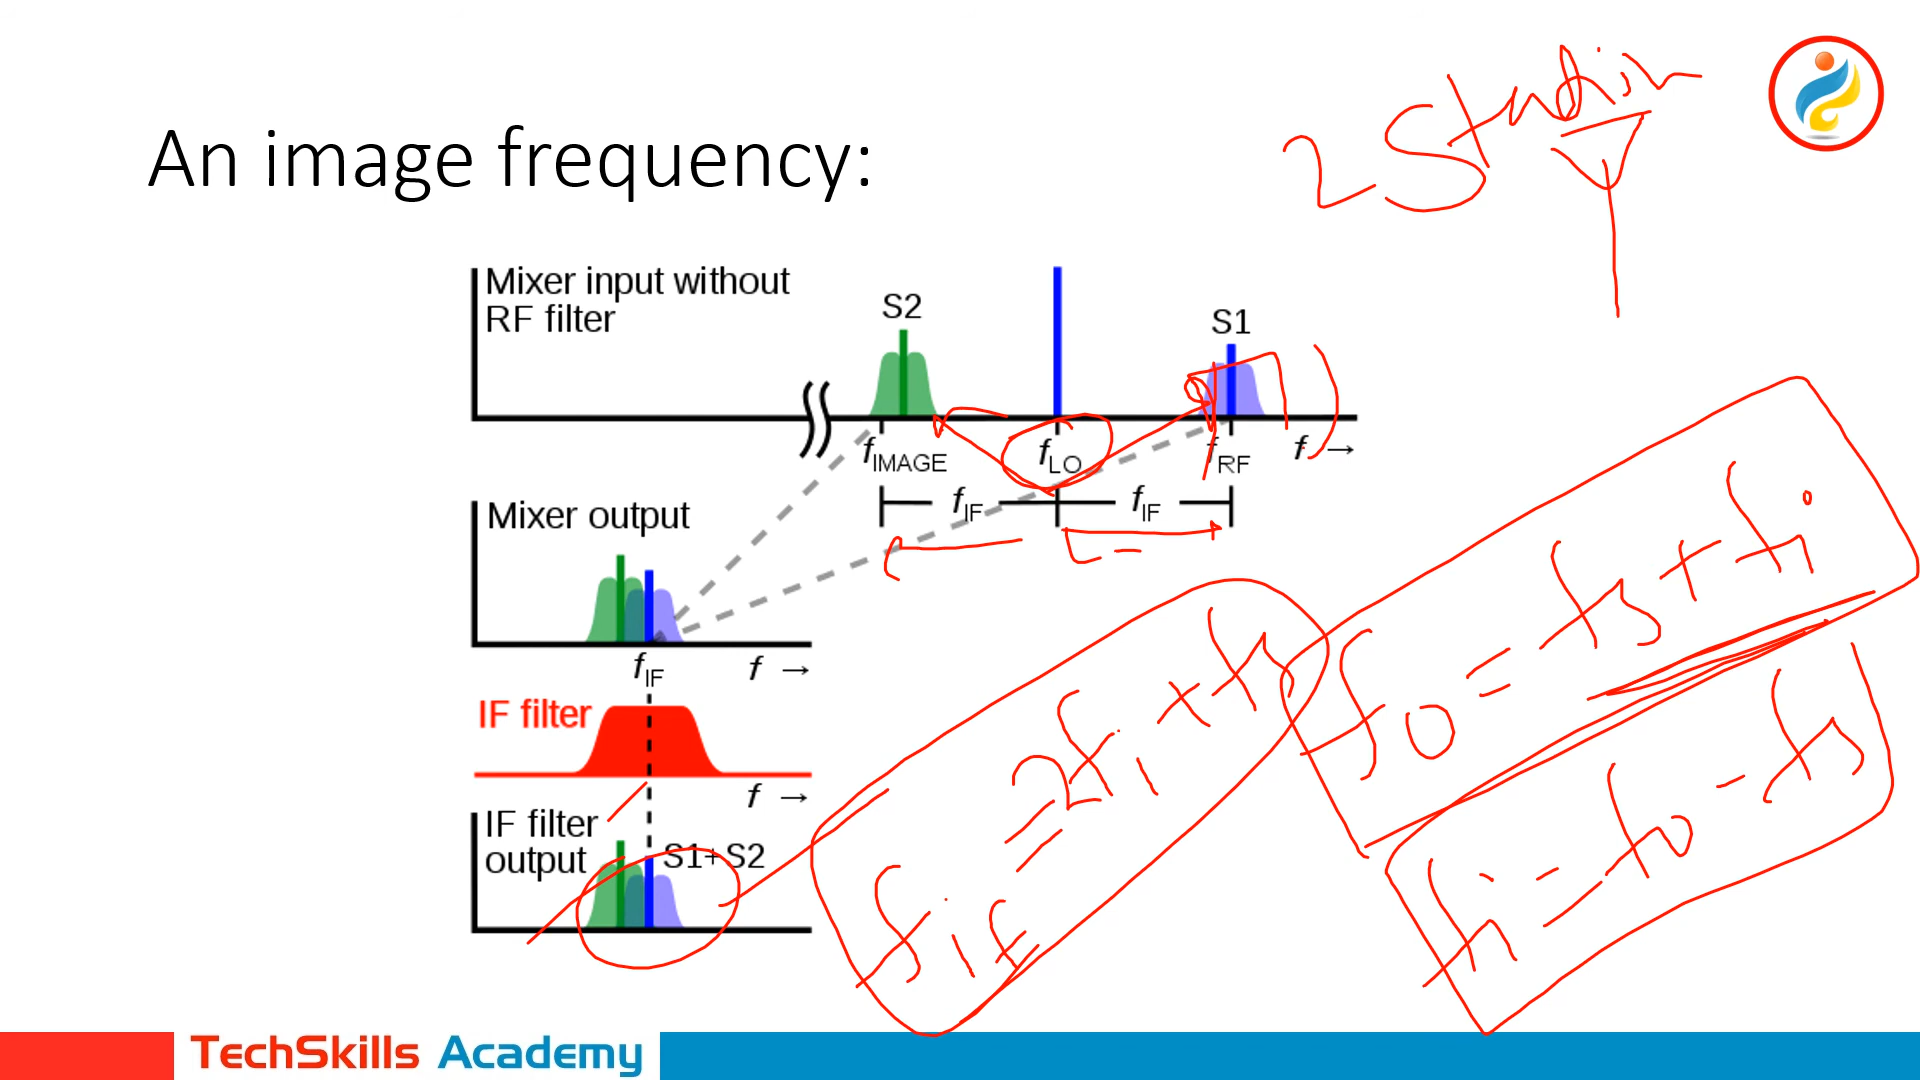 2 Station
An image frequency:
Mixer input without
RF filter
S2
S1
fIMAGE
fLO
fRF
f →
fIF
fIF
Mixer output
fIF
f →
IF filter
f →
IF filter
output
S1+S2
fo = fs + fi
fi = fo - fs
fIF = 2fi + fs
TechSkills Academy